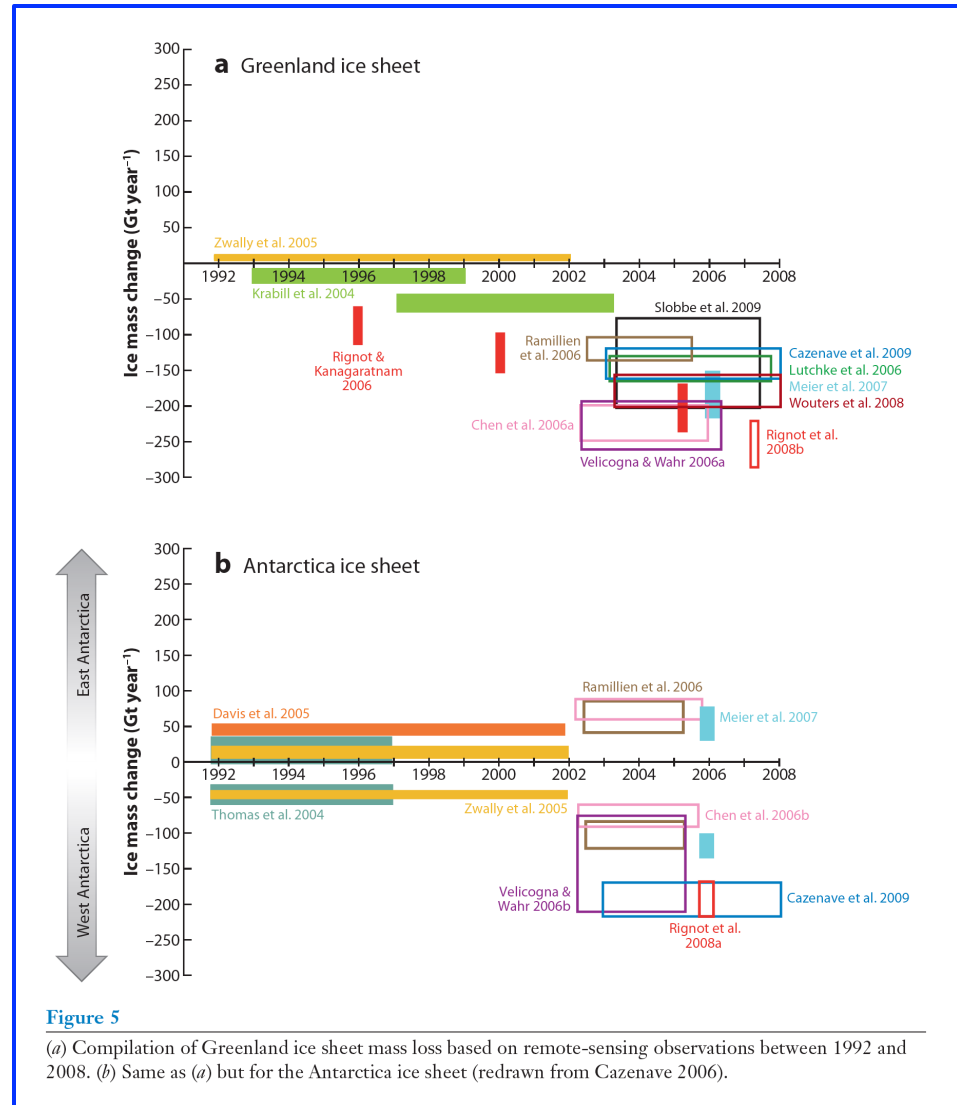 a Greenland ice sheet
Ice mass change (Gt year−1)
300
250
200
150
100
50
0
−50
−100
−150
−200
−250
−300
Zwally et al. 2005
1992 1994 1996 1998 2000 2002 2004 2006 2008
Krabill et al. 2004
Slobbe et al. 2009
Rignot &
Kanagaratnam
2006
Ramillien
et al. 2006
Cazenave et al. 2009
Lutchke et al. 2006
Meier et al. 2007
Wouters et al. 2008
Chen et al. 2006a
Velicogna & Wahr 2006a
Rignot et al.
2008b
b Antarctica ice sheet
East Antarctica
West Antarctica
Ice mass change (Gt year−1)
300
250
200
150
100
50
0
−50
−100
−150
−200
−250
−300
Ramillien et al. 2006
Davis et al. 2005
Meier et al. 2007
1992 1994 1996 1998 2000 2002 2004 2006 2008
Thomas et al. 2004
Zwally et al. 2005
Chen et al. 2006b
Velicogna &
Wahr 2006b
Cazenave et al. 2009
Rignot et al.
2008a
Figure 5
(a) Compilation of Greenland ice sheet mass loss based on remote-sensing observations between 1992 and
2008. (b) Same as (a) but for the Antarctica ice sheet (redrawn from Cazenave 2006).